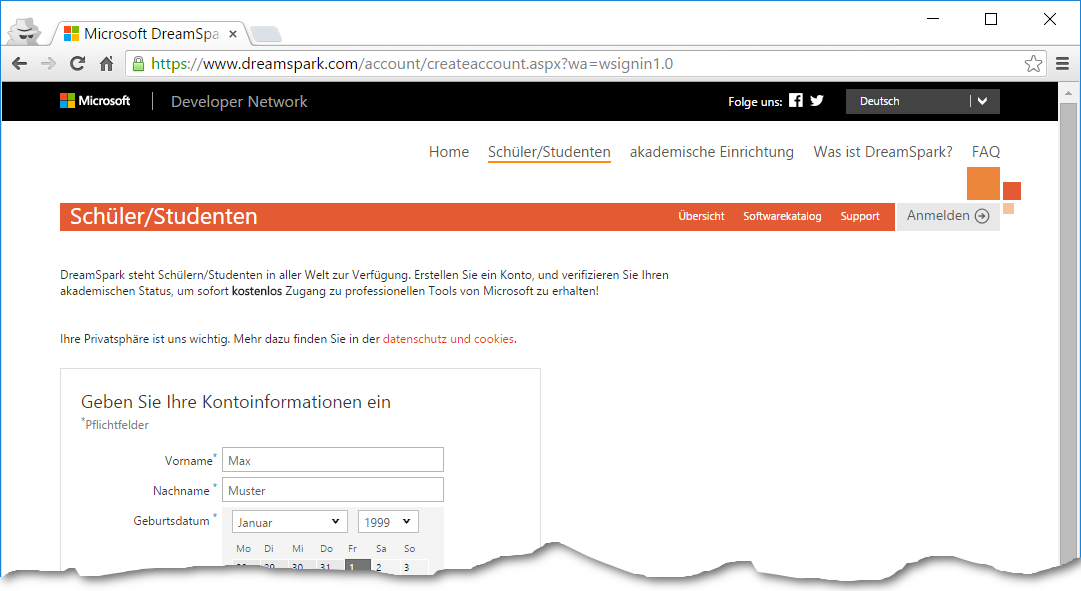 Microsoft DreamSpa
https://www.dreamspark.com/account/createaccount.aspx?wa=wsignin1.0
Microsoft Developer Network Folge uns: Deutsch
Home Schüler/Studenten akademische Einrichtung Was ist DreamSpark? FAQ
Schüler/Studenten Übersicht Softwarekatalog Support Anmelden
DreamSpark steht Schülern/Studenten in aller Welt zur Verfügung. Erstellen Sie ein Konto, und verifizieren Sie Ihren
akademischen Status, um sofort kostenlos Zugang zu professionellen Tools von Microsoft zu erhalten!
Ihre Privatsphäre ist uns wichtig. Mehr dazu finden Sie in der datenschutz und cookies.
Geben Sie Ihre Kontoinformationen ein
*Pflichtfelder
Vorname* Max
Nachname * Muster
Geburtsdatum * Januar 1999
Mo Di Mi Do Fr Sa So
29 30 31 1 2 3